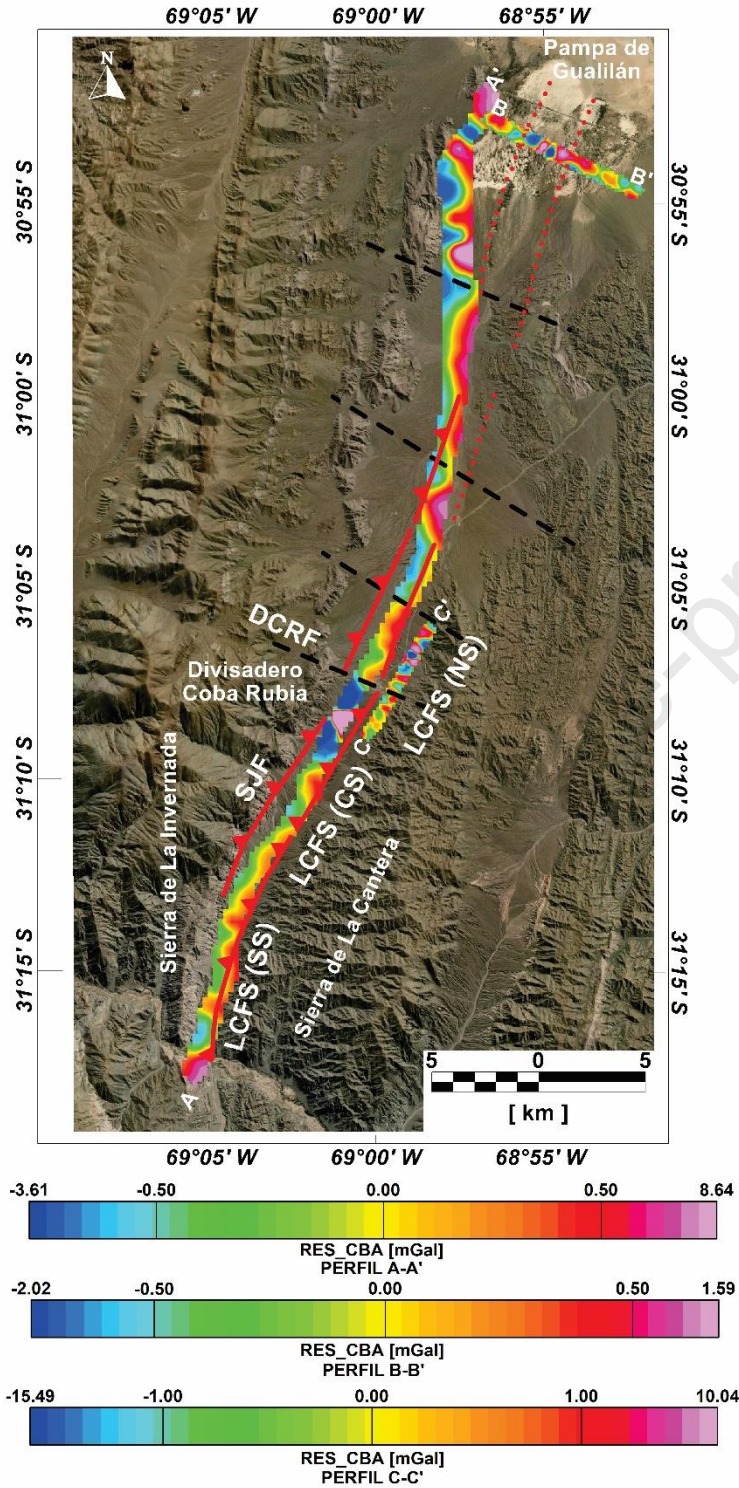 69°05' W 69°00' W 68°55' W
N
Pampa de
Gualilán
A'
B
B'
30°55' S 30°55' S
31°00' S 31°00' S
31°05' S 31°05' S
C'
DCRF
LCFS (NS)
Divisadero
Coba Rubia
C
31°10' S 31°10' S
SJF
LCFS (CS)
Sierra de La Invernada
Sierra de La Cantera
31°15' S 31°15' S
LCFS (SS)
A
5 0 5
[ km ]
69°05' W 69°00' W 68°55' W
-3.61 -0.50 0.00 0.50 8.64
RES_CBA [mGal]
PERFIL A-A'
-2.02 -0.50 0.00 0.50 1.59
RES_CBA [mGal]
PERFIL B-B'
-15.49 -1.00 0.00 1.00 10.04
RES_CBA [mGal]
PERFIL C-C'